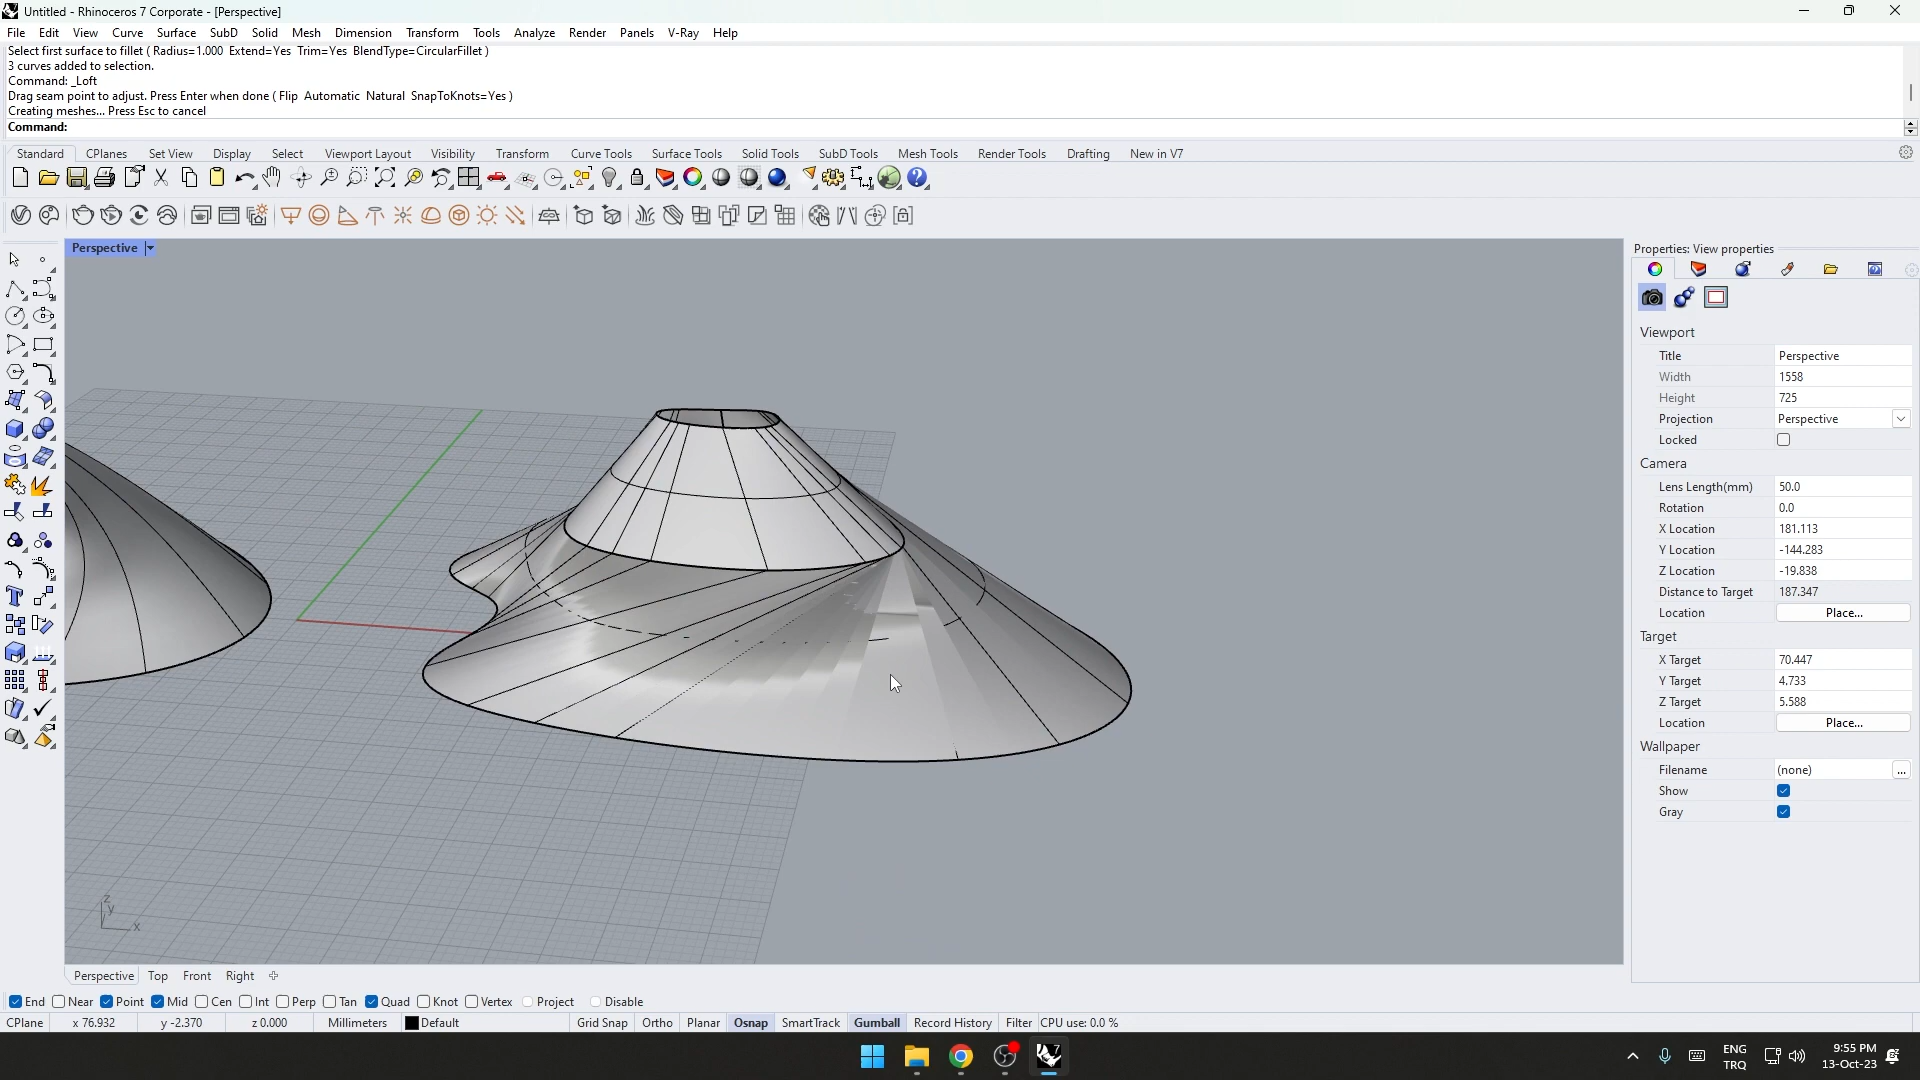 Untitled - Rhinoceros 7 Corporate - [Perspective]
File Edit View Curve Surface SubD Solid Mesh Dimension Transform Tools Analyze Render Panels V-Ray Help
Select first surface to fillet ( Radius=1.000 Extend=Yes Trim=Yes BlendType=CircularFillet )
3 curves added to selection.
Command: _Loft
Drag seam point to adjust. Press Enter when done ( Flip Automatic Natural SnapToKnots=Yes )
Creating meshes... Press Esc to cancel
Command:
Standard CPlanes Set View Display Select Viewport Layout Visibility Transform Curve Tools Surface Tools Solid Tools SubD Tools Mesh Tools Render Tools Drafting New in V7
Perspective
Properties: View properties
Viewport
Title Perspective
Width 1558
Height 725
Projection Perspective
Locked
Camera
Lens Length(mm) 50.0
Rotation 0.0
X Location 181.113
Y Location -144.283
Z Location -19.838
Distance to Target 187.347
Location Place...
Target
X Target 70.447
Y Target 4.733
Z Target 5.588
Location Place...
Wallpaper
Filename (none) ...
Show
Gray
z
y
x
Perspective Top Front Right
End Near Point Mid Cen Int Perp Tan Quad Knot Vertex Project Disable
CPlane x 76.932 y -2.370 z 0.000 Millimeters Default Grid Snap Ortho Planar Osnap SmartTrack Gumball Record History Filter CPU use: 0.0 %
ENG
TRQ
9:55 PM
13-Oct-23